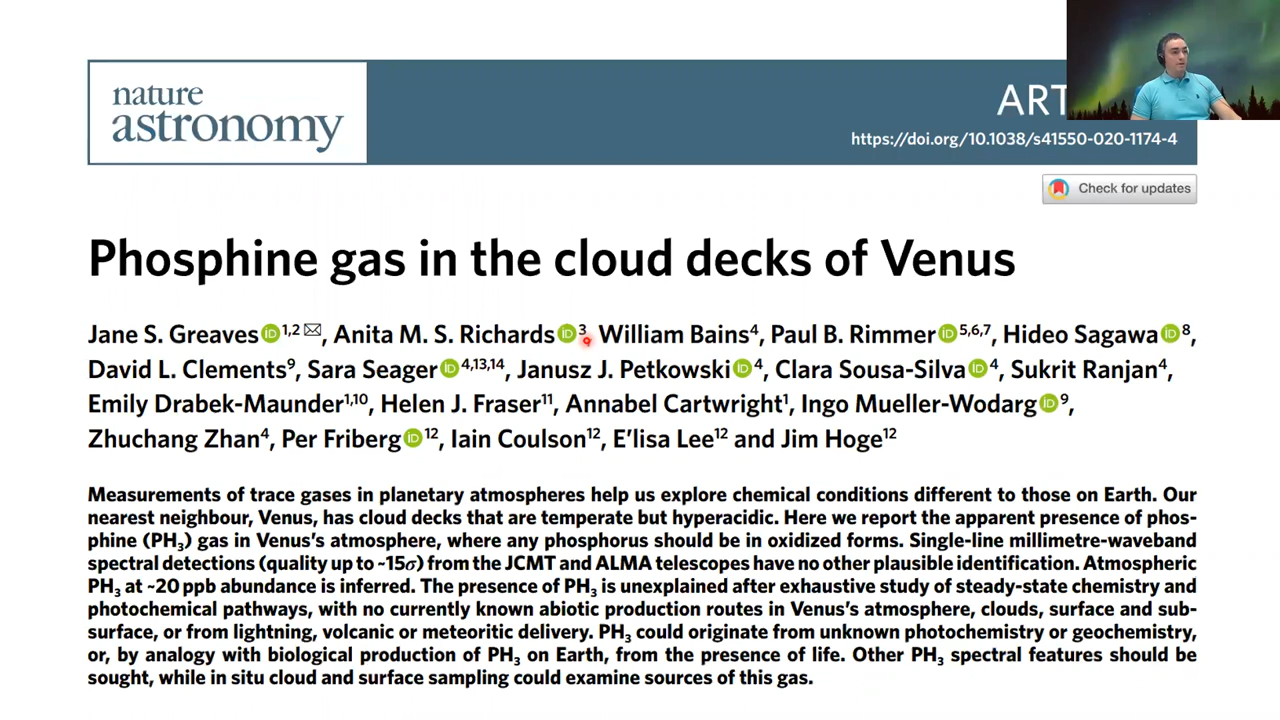 nature
astronomy
ART
https://doi.org/10.1038/s41550-020-1174-4
Check for updates
Phosphine gas in the cloud decks of Venus
Jane S. Greaves iD 1,2 ✉, Anita M. S. Richards iD 3, William Bains4, Paul B. Rimmer iD 5,6,7, Hideo Sagawa iD 8,
David L. Clements9, Sara Seager iD 4,13,14, Janusz J. Petkowski iD 4, Clara Sousa-Silva iD 4, Sukrit Ranjan4,
Emily Drabek-Maunder1,10, Helen J. Fraser11, Annabel Cartwright1, Ingo Mueller-Wodarg iD 9,
Zhuchang Zhan4, Per Friberg iD 12, Iain Coulson12, E'lisa Lee12 and Jim Hoge12
Measurements of trace gases in planetary atmospheres help us explore chemical conditions different to those on Earth. Our
nearest neighbour, Venus, has cloud decks that are temperate but hyperacidic. Here we report the apparent presence of phos-
phine (PH3) gas in Venus's atmosphere, where any phosphorus should be in oxidized forms. Single-line millimetre-waveband
spectral detections (quality up to ~15σ) from the JCMT and ALMA telescopes have no other plausible identification. Atmospheric
PH3 at ~20 ppb abundance is inferred. The presence of PH3 is unexplained after exhaustive study of steady-state chemistry and
photochemical pathways, with no currently known abiotic production routes in Venus's atmosphere, clouds, surface and sub-
surface, or from lightning, volcanic or meteoritic delivery. PH3 could originate from unknown photochemistry or geochemistry,
or, by analogy with biological production of PH3 on Earth, from the presence of life. Other PH3 spectral features should be
sought, while in situ cloud and surface sampling could examine sources of this gas.